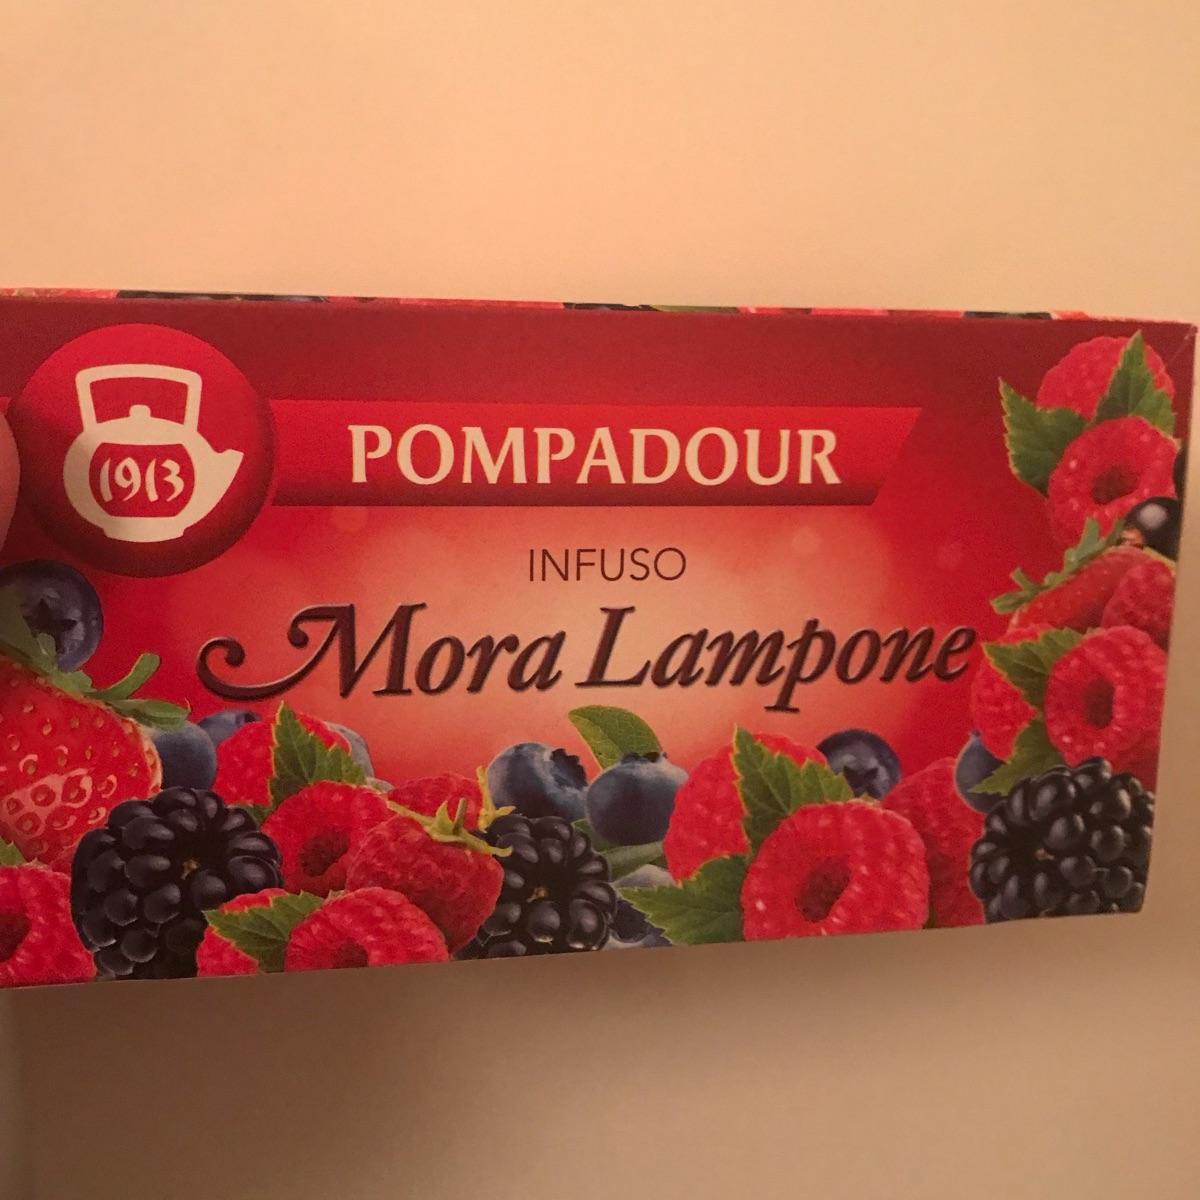 1913
POMPADOUR
INFUSO
Mora Lampone